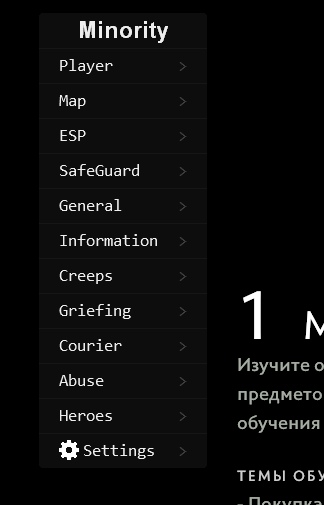 Minority
Player
Map
ESP
SafeGuard
General
Information
Creeps
Griefing
Courier
Abuse
Heroes
Settings
1
Изучите
предмето
обучения
ТЕМЫ ОБУ
- Покупка